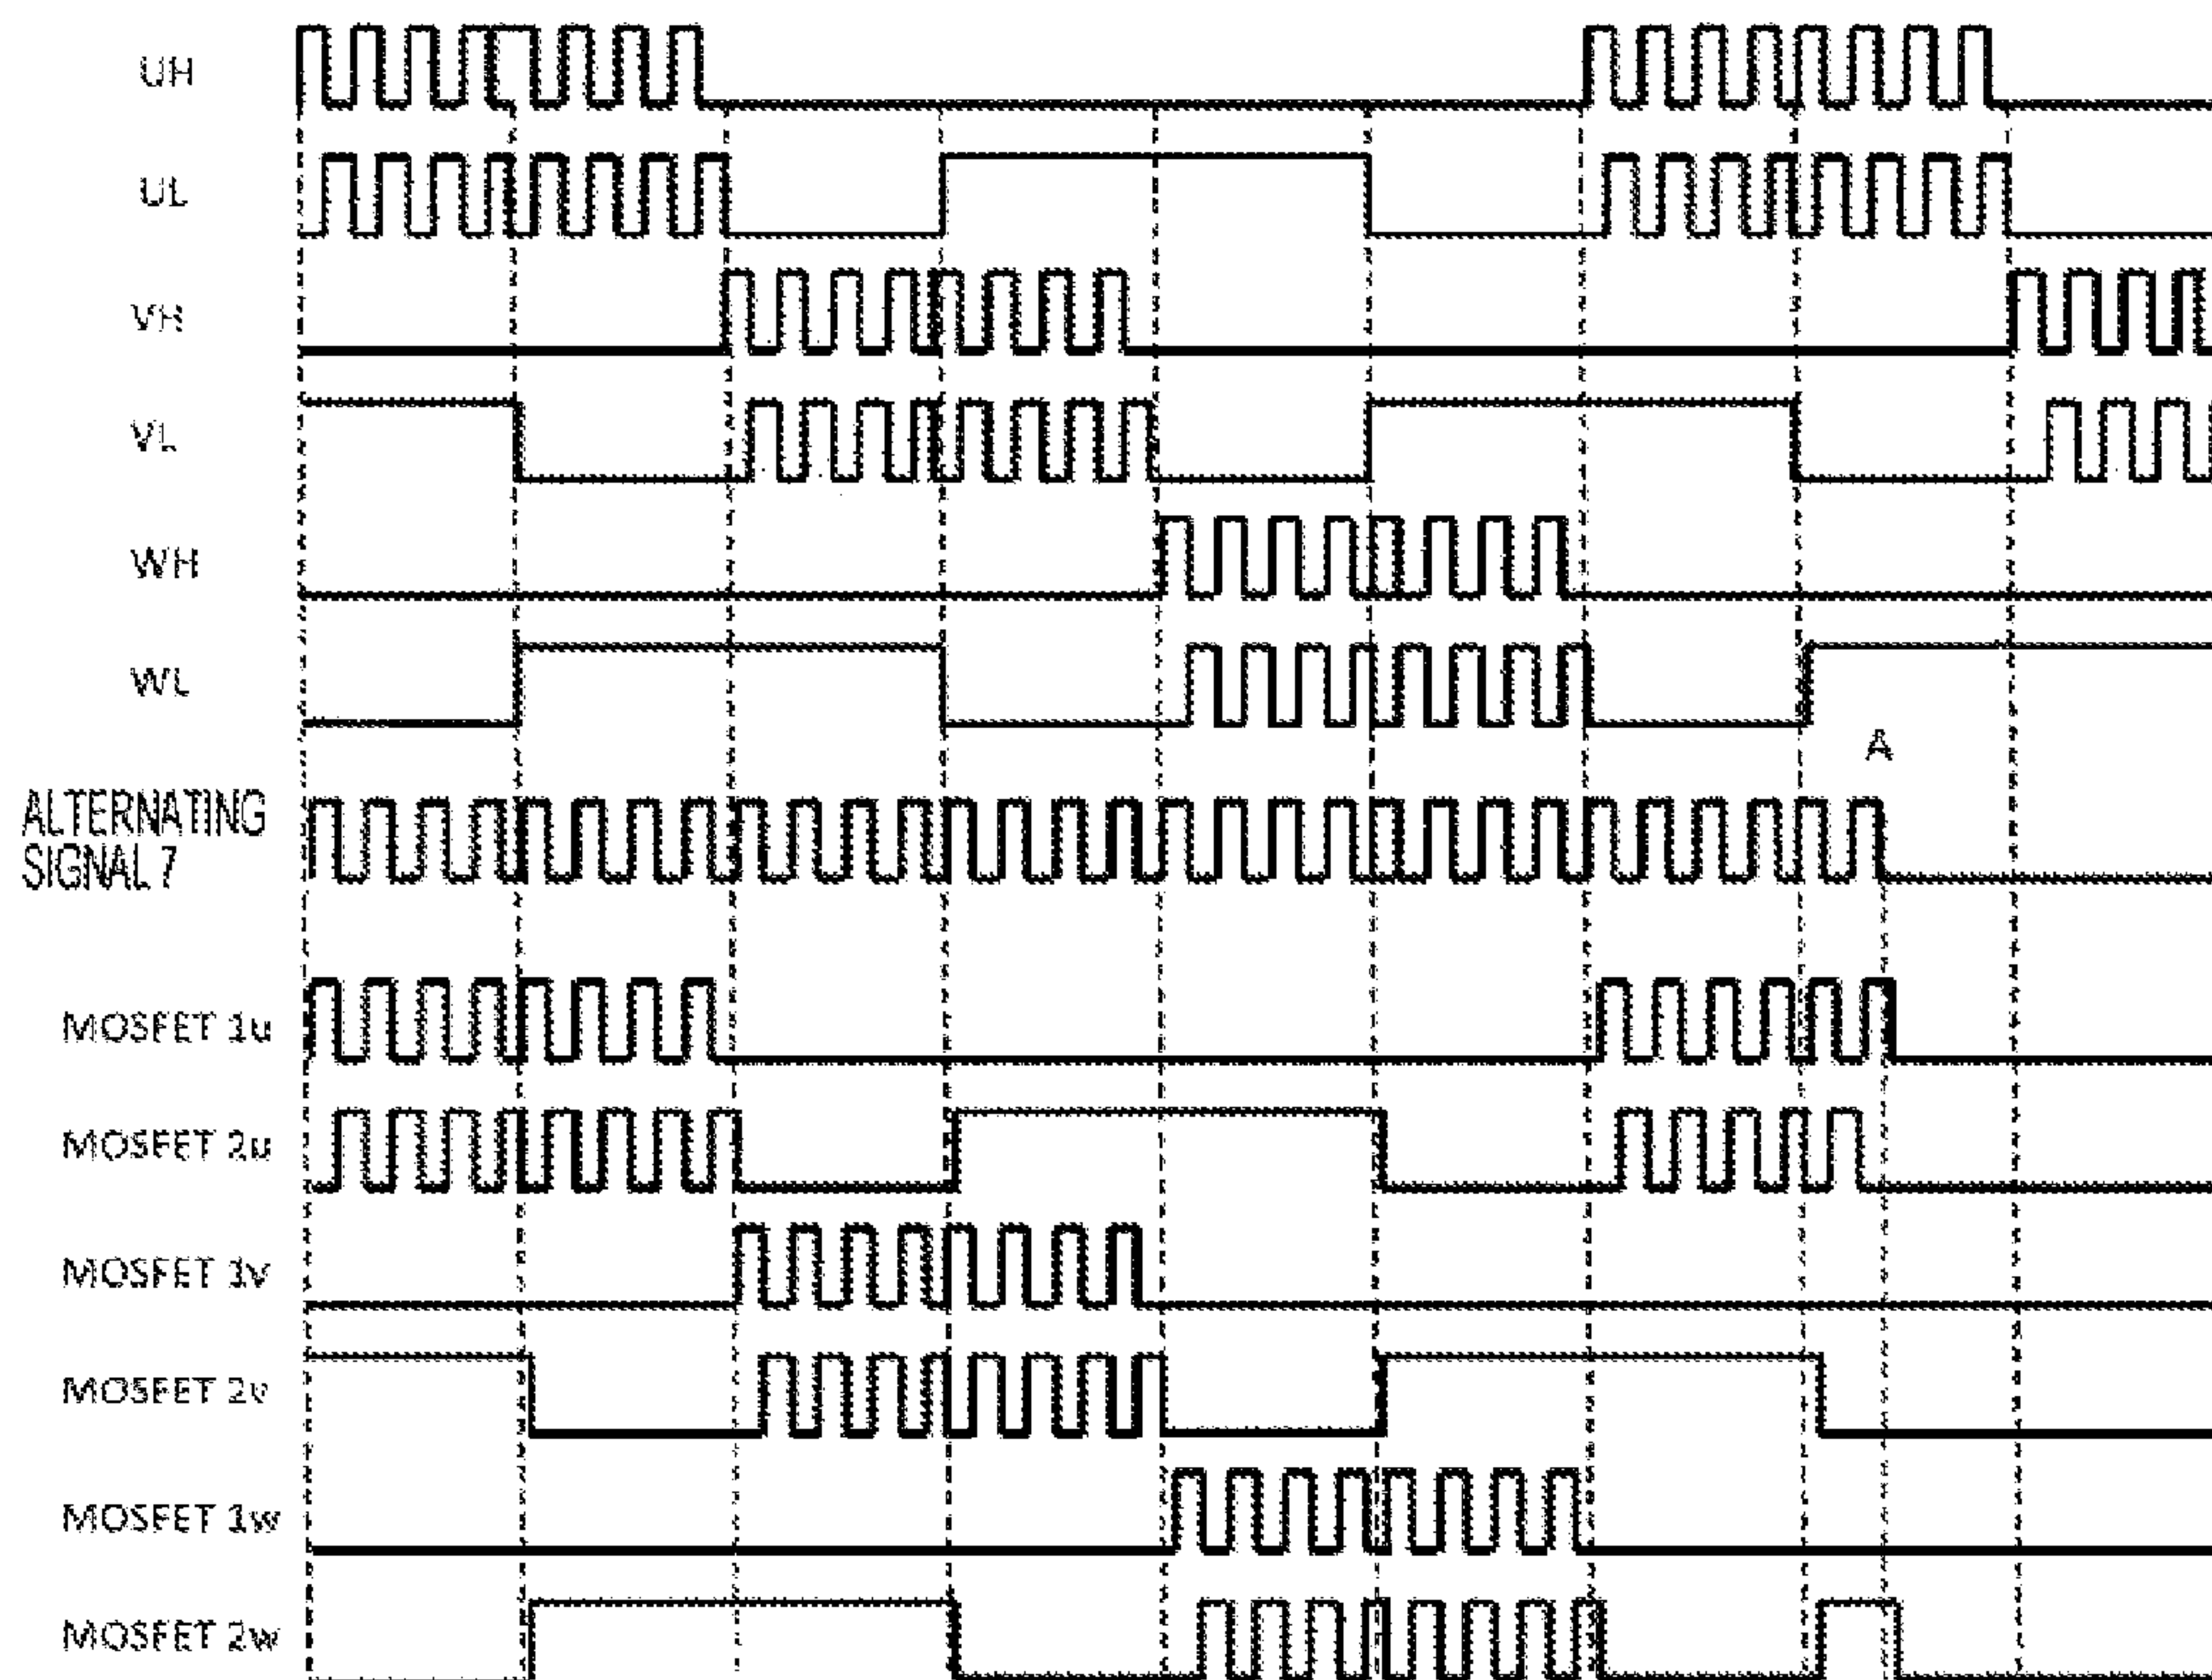 UH
UL
VH
VL
WH
WL
A
ALTERNATING
SIGNAL 7
MOSFET 1u
MOSFET 2u
MOSFET 1v
MOSFET 2v
MOSFET 1w
MOSFET 2w